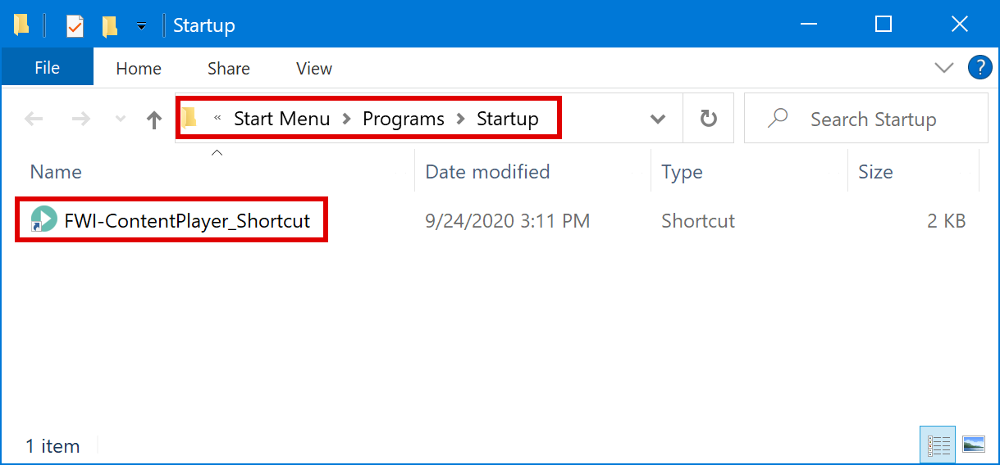 Startup
File Home Share View ?
« Start Menu > Programs > Startup Search Startup
Name Date modified Type Size
FWI-ContentPlayer_Shortcut 9/24/2020 3:11 PM Shortcut 2 KB
1 item